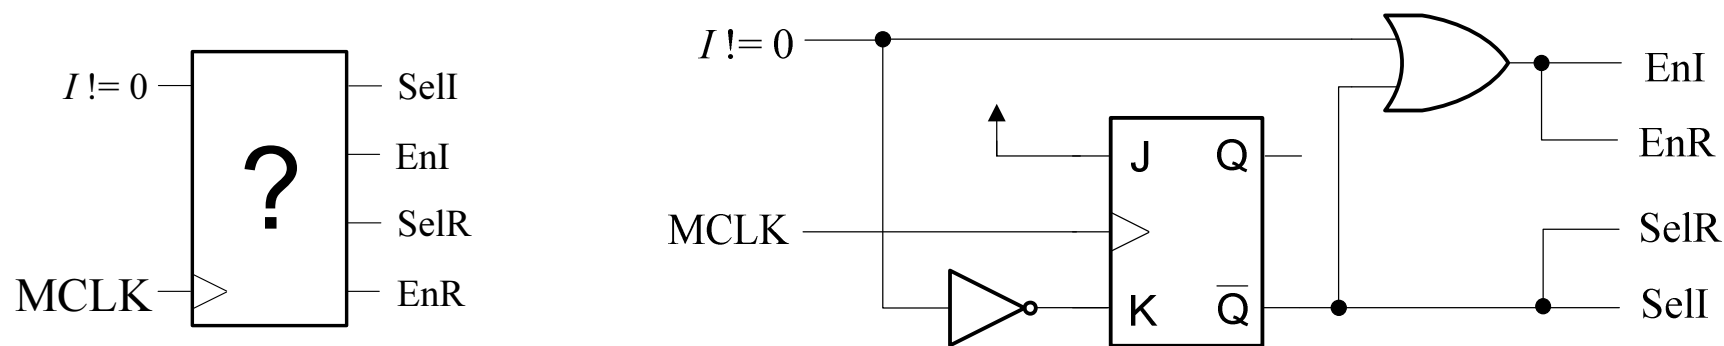 I != 0
SelI
EnI
?
SelR
MCLK
EnR
I != 0
EnI
EnR
J
Q
MCLK
SelR
K
Q̅
SelI